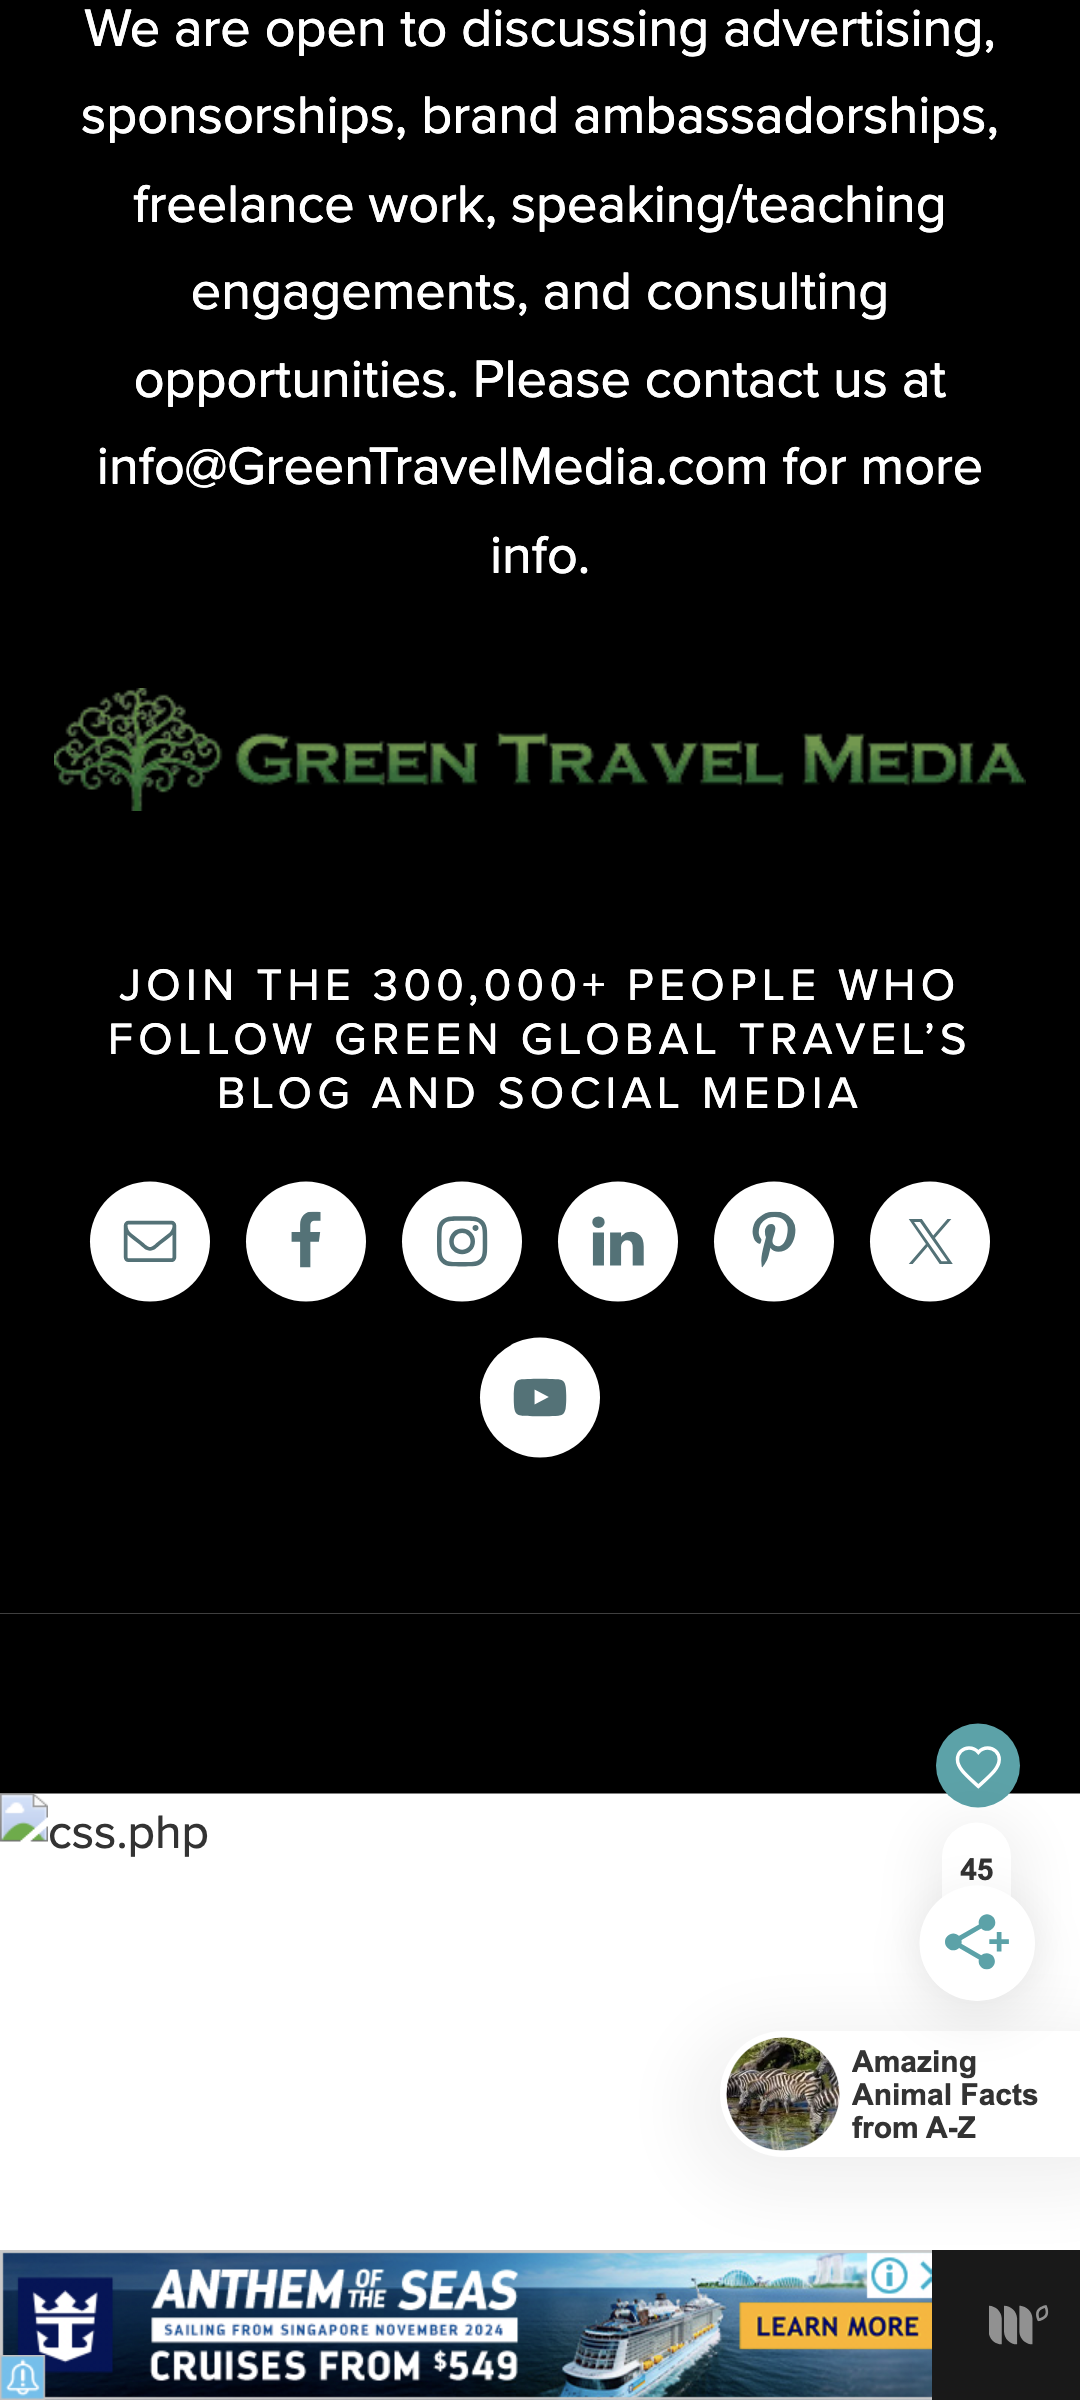 We are open to discussing advertising,
sponsorships, brand ambassadorships,
freelance work, speaking/teaching
engagements, and consulting
opportunities. Please contact us at
info@GreenTravelMedia.com for more
info.
GREEN TRAVEL MEDIA
JOIN THE 300,000+ PEOPLE WHO
FOLLOW GREEN GLOBAL TRAVEL’S
BLOG AND SOCIAL MEDIA
css.php
45
Amazing
Animal Facts
from A-Z
ANTHEM OF THE SEAS
SAILING FROM SINGAPORE NOVEMBER 2024
CRUISES FROM $549
LEARN MORE